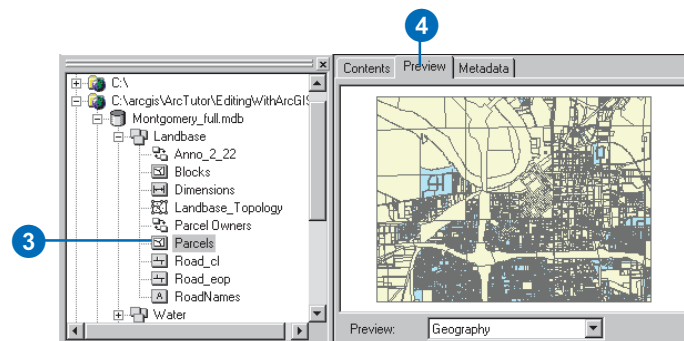 4
Contents Preview Metadata
C:\
C:\arcgis\ArcTutor\EditingWithArcGIS
Montgomery_full.mdb
Landbase
Anno_2_22
Blocks
Dimensions
Landbase_Topology
Parcel Owners
3
Parcels
Road_cl
Road_eop
A RoadNames
Water
Preview: Geography